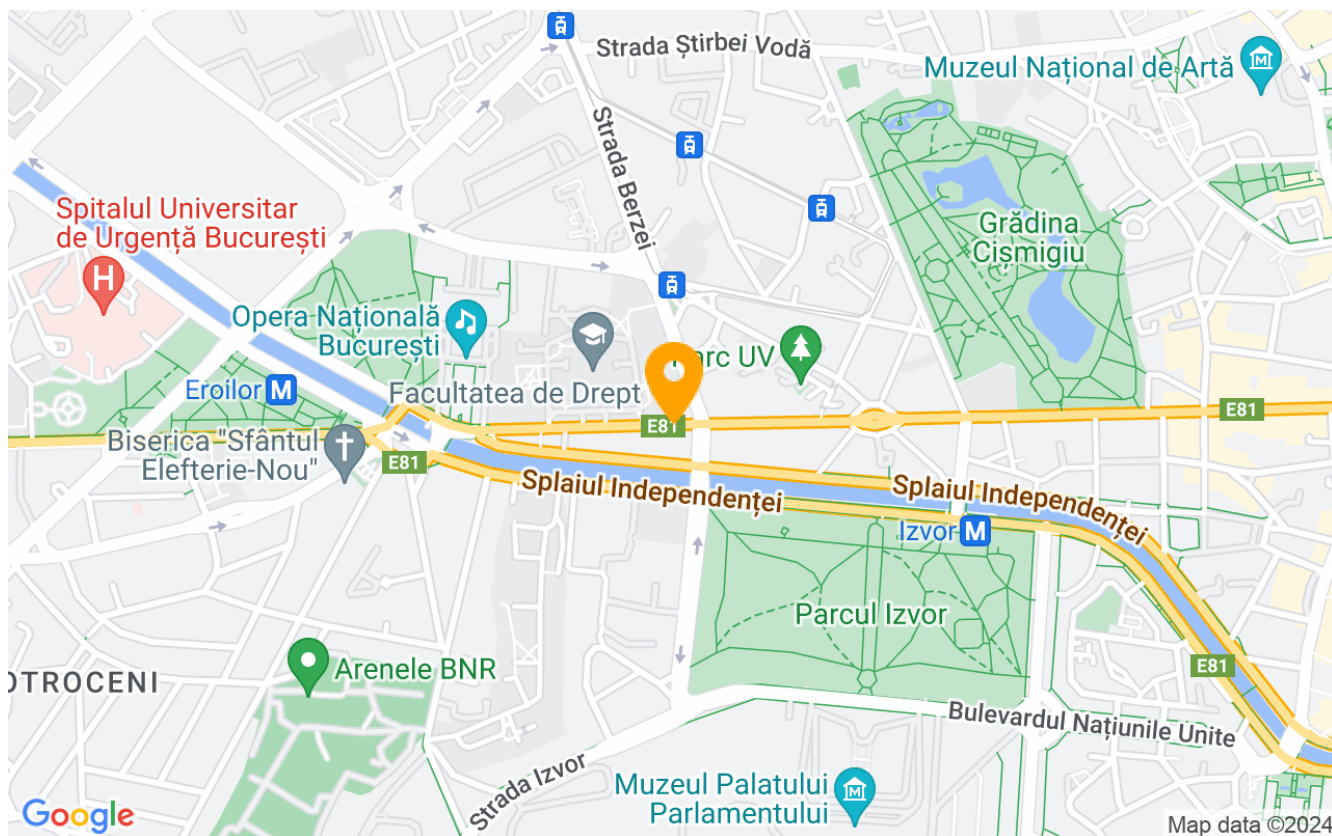 Strada Știrbei Vodă
Muzeul Național de Artă
Strada Berzei
Spitalul Universitar
de Urgență București
Grădina
Cișmigiu
Opera Națională
București
Parc UV
Eroilor
Facultatea de Drept
E81
E81
Biserica "Sfântul
Elefterie-Nou"
E81
Splaiul Independenței
Splaiul Independenței
Izvor
Parcul Izvor
Arenele BNR
E81
OTROCENI
Bulevardul Națiunile Unite
Strada Izvor
Muzeul Palatului
Parlamentului
Google
Map data ©2024